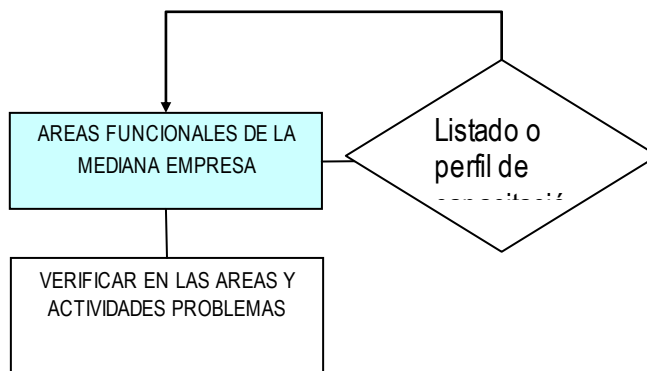 AREAS FUNCIONALES DE LA
MEDIANA EMPRESA
Listado o
perfil de
VERIFICAR EN LAS AREAS Y
ACTIVIDADES PROBLEMAS